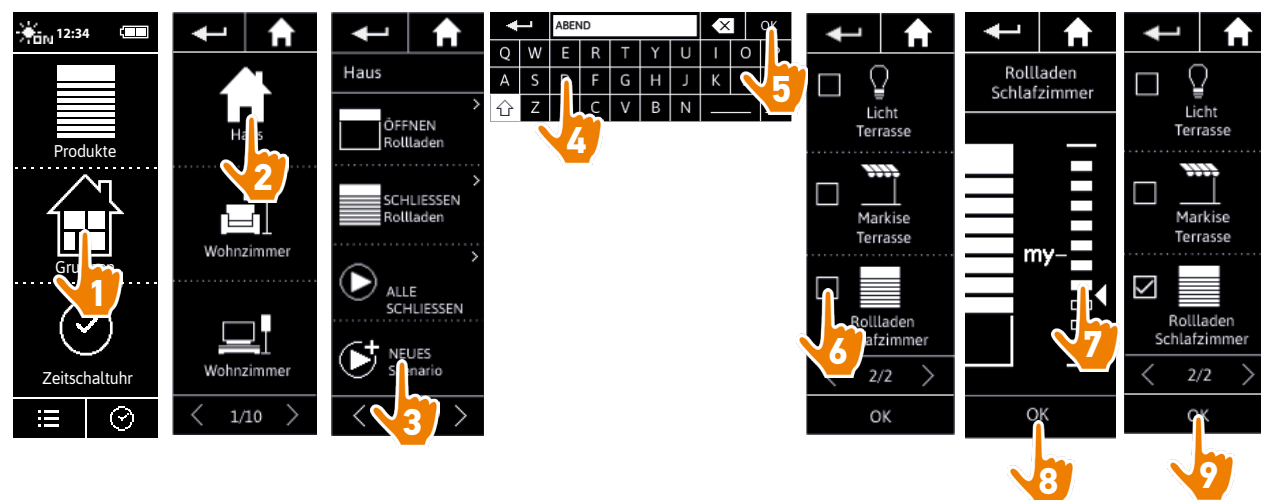 ON 12:34
Produkte
1
Zeitschaltuhr
2
Wohnzimmer
Wohnzimmer
1/10
Haus
ÖFFNEN
Rollladen
SCHLIESSEN
Rollladen
ALLE
SCHLIESSEN
NEUES
3
ABEND
OK
Q W E R T Y U I O
A S D F G H J K
Z C V B N
4
5
Licht
Terrasse
Markise
Terrasse
Rollladen
6
2/2
OK
Rollladen
Schlafzimmer
my
7
OK
8
Licht
Terrasse
Markise
Terrasse
Rollladen
Schlafzimmer
2/2
OK
9